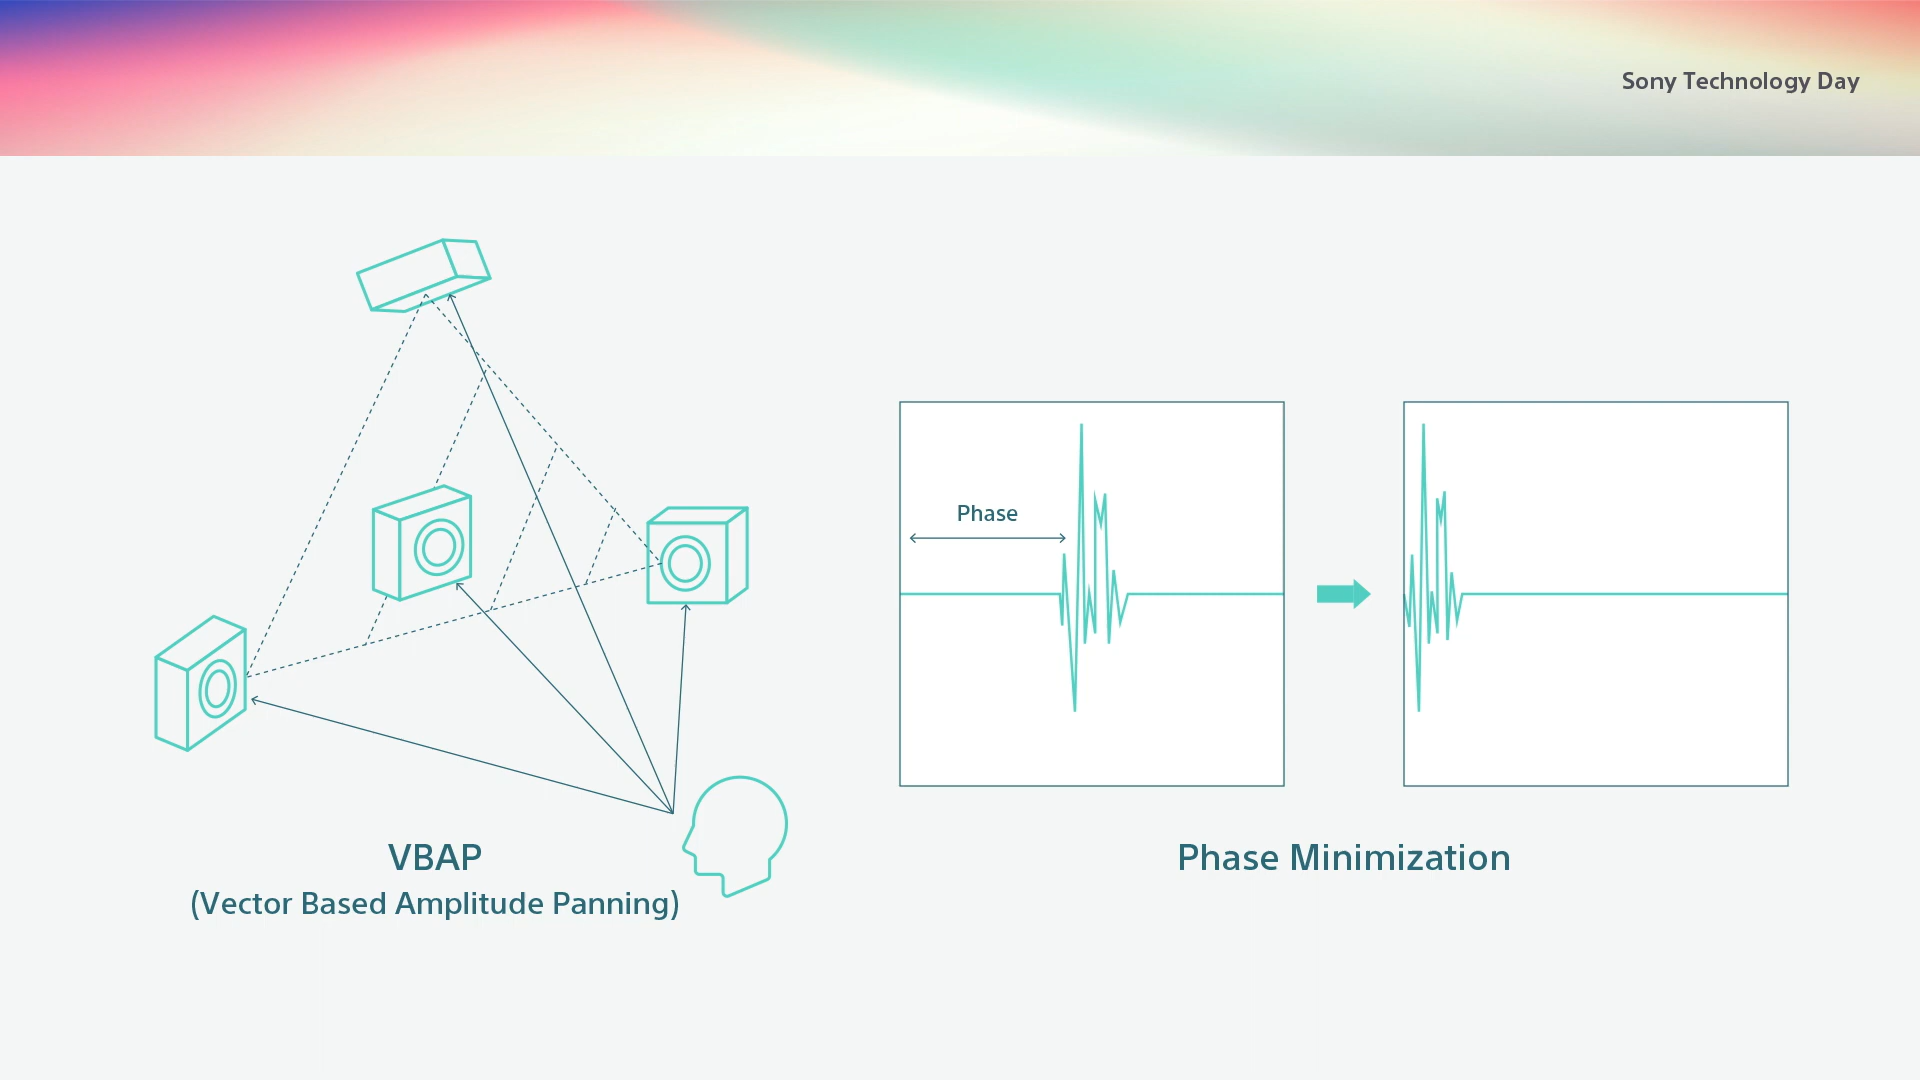 Sony Technology Day
Phase
VBAP
(Vector Based Amplitude Panning)
Phase Minimization